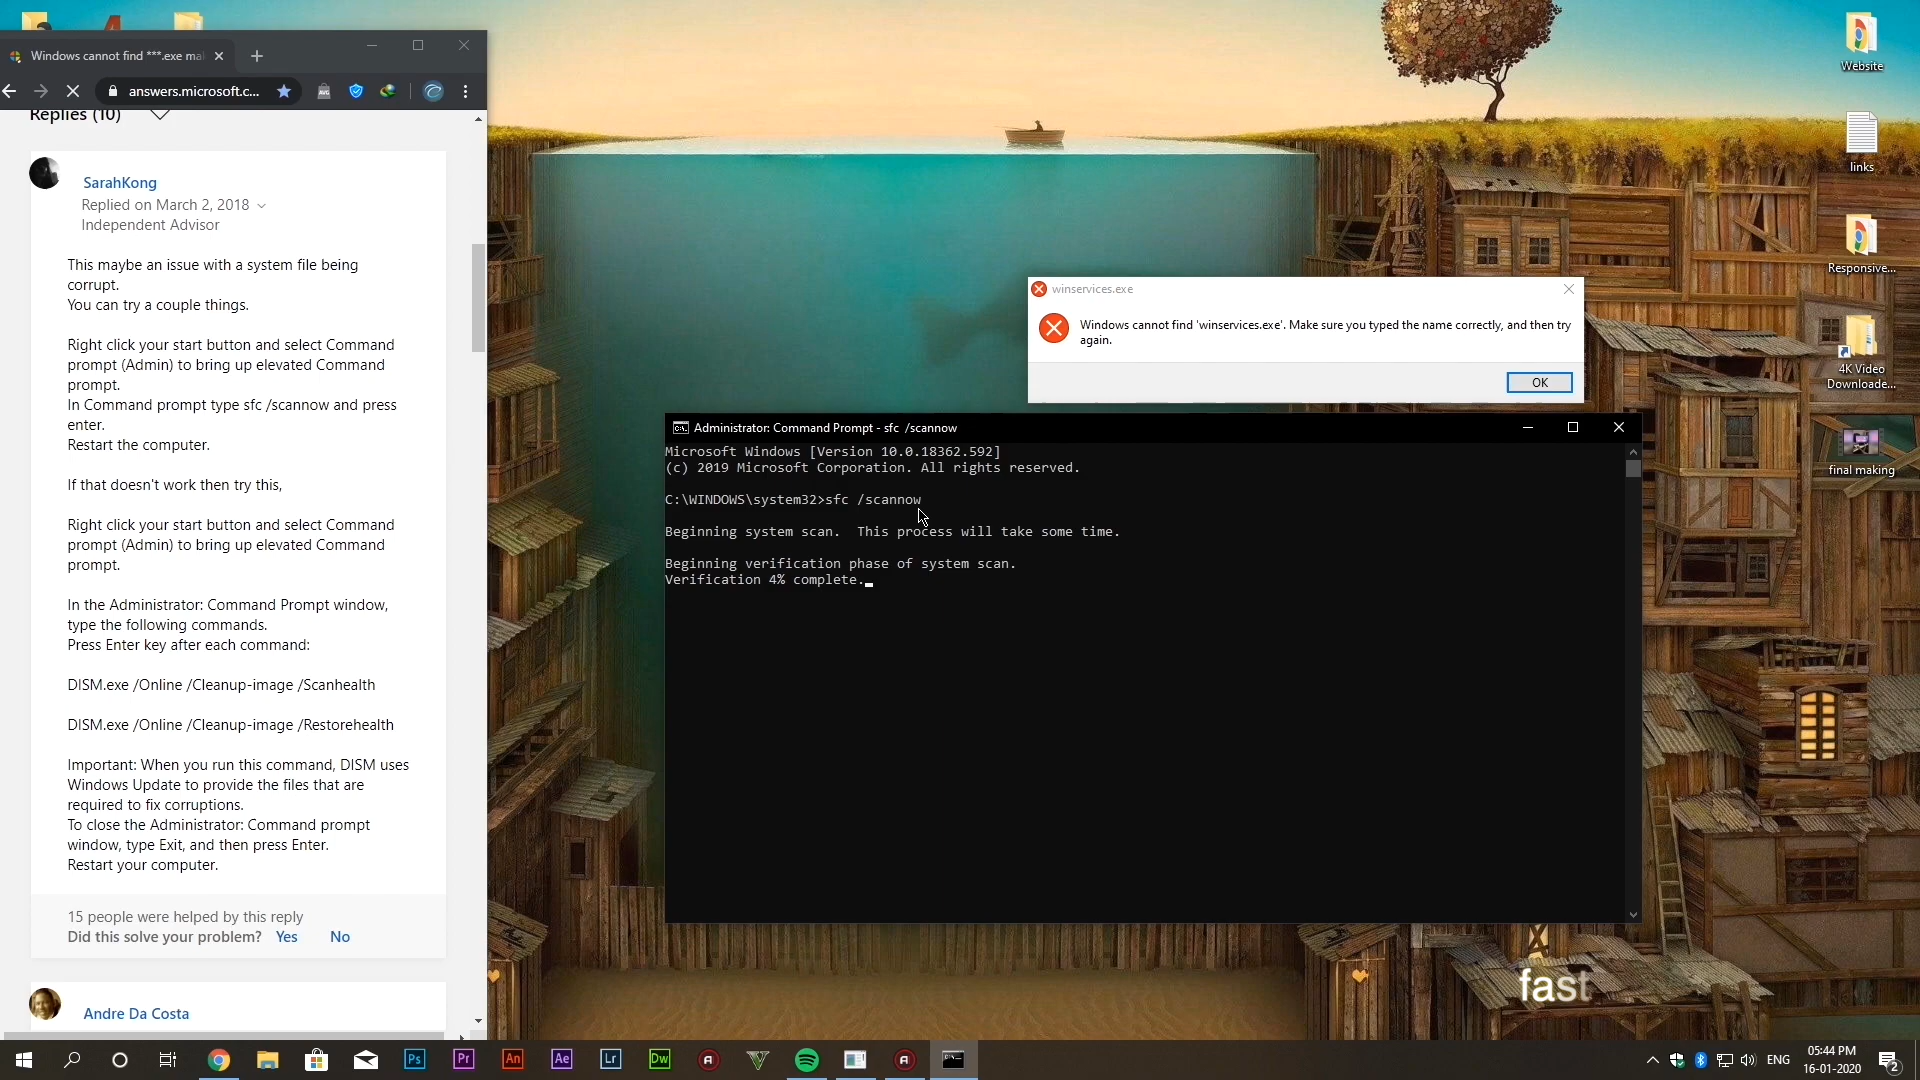 Windows cannot find ***.exe mak
answers.microsoft.c...
Replies (10)
SarahKong
Replied on March 2, 2018
Independent Advisor
This maybe an issue with a system file being
corrupt.
You can try a couple things.
Right click your start button and select Command
prompt (Admin) to bring up elevated Command
prompt.
In Command prompt type sfc /scannow and press
enter.
Restart the computer.
If that doesn't work then try this,
Right click your start button and select Command
prompt (Admin) to bring up elevated Command
prompt.
In the Administrator: Command Prompt window,
type the following commands.
Press Enter key after each command:
DISM.exe /Online /Cleanup-image /Scanhealth
DISM.exe /Online /Cleanup-image /Restorehealth
Important: When you run this command, DISM uses
Windows Update to provide the files that are
required to fix corruptions.
To close the Administrator: Command prompt
window, type Exit, and then press Enter.
Restart your computer.
15 people were helped by this reply
Did this solve your problem? Yes No
Andre Da Costa
winservices.exe
Windows cannot find 'winservices.exe'. Make sure you typed the name correctly, and then try
again.
OK
Administrator: Command Prompt - sfc /scannow
Microsoft Windows [Version 10.0.18362.592]
(c) 2019 Microsoft Corporation. All rights reserved.
C:\WINDOWS\system32>sfc /scannow
Beginning system scan.  This process will take some time.
Beginning verification phase of system scan.
Verification 4% complete.
Website
links
Responsive...
4K Video
Downloade...
final making
fast
Ps
Pr
An
Ae
Lr
Dw
ENG
05:44 PM
16-01-2020
2